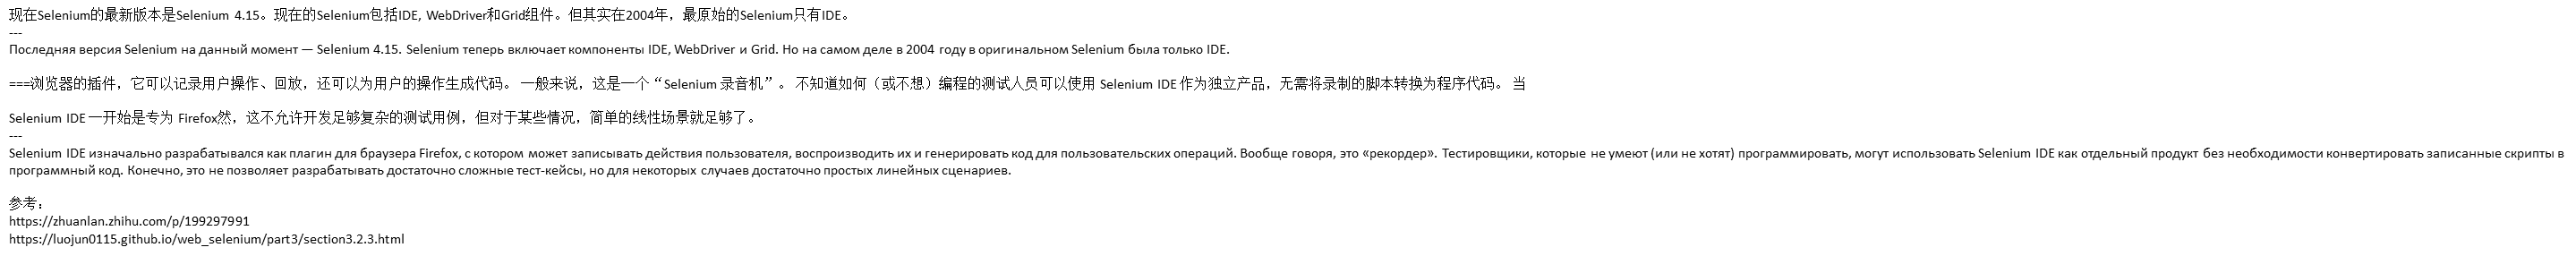 现在Selenium的最新版本是Selenium 4.15。现在的Selenium包括IDE, WebDriver和Grid组件。但其实在2004年，最原始的Selenium只有IDE。
---
Последняя версия Selenium на данный момент — Selenium 4.15. Selenium теперь включает компоненты IDE, WebDriver и Grid. Но на самом деле в 2004 году в оригинальном Selenium была только IDE.
===浏览器的插件，它可以记录用户操作、回放，还可以为用户的操作生成代码。 一般来说，这是一个“Selenium 录音机”。 不知道如何（或不想）编程的测试人员可以使用 Selenium IDE 作为独立产品，无需将录制的脚本转换为程序代码。 当
Selenium IDE 一开始是专为 Firefox然，这不允许开发足够复杂的测试用例，但对于某些情况，简单的线性场景就足够了。
---
Selenium IDE изначально разрабатывался как плагин для браузера Firefox, с котором может записывать действия пользователя, воспроизводить их и генерировать код для пользовательских операций. Вообще говоря, это «рекордер». Тестировщики, которые не умеют (или не хотят) программировать, могут использовать Selenium IDE как отдельный продукт без необходимости конвертировать записанные скрипты в
программный код. Конечно, это не позволяет разрабатывать достаточно сложные тест-кейсы, но для некоторых случаев достаточно простых линейных сценариев.
参考：
https://zhuanlan.zhihu.com/p/199297991
https://luojun0115.github.io/web_selenium/part3/section3.2.3.html